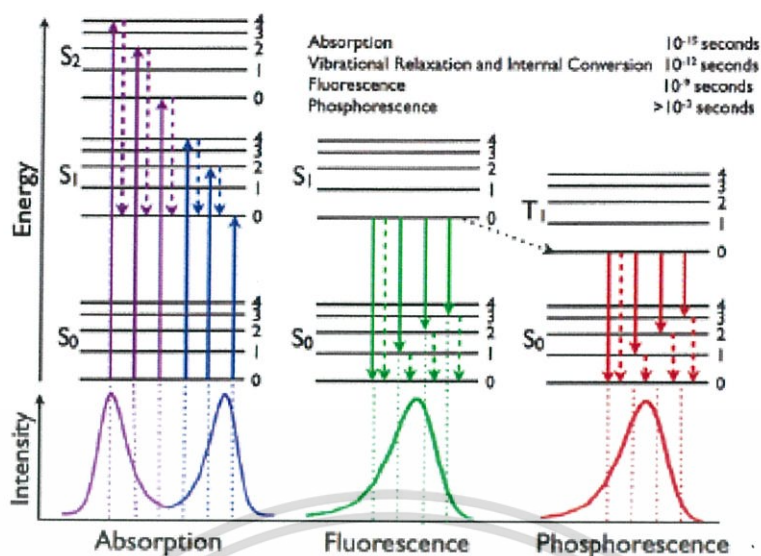 Absorption 10⁻¹⁵ seconds
Vibrational Relaxation and Internal Conversion 10⁻¹² seconds
Fluorescence 10⁻⁹ seconds
Phosphorescence >10⁻³ seconds
Energy
S₂
4
3
2
1
0
S₁
4
3
2
1
0
S₀
4
3
2
1
0
S₁
4
3
2
1
0
S₀
4
3
2
1
0
T₁
4
3
2
1
0
S₀
4
3
2
1
0
Intensity
Absorption
Fluorescence
Phosphorescence